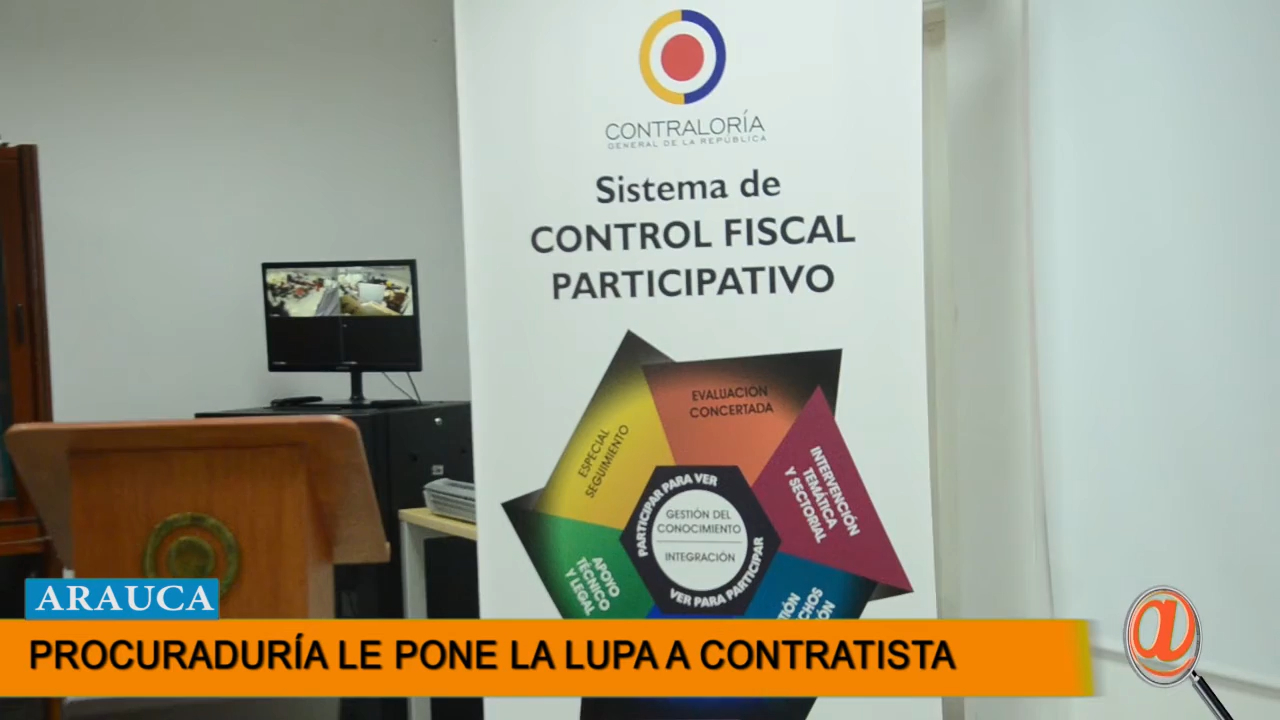 CONTRALORÍA
GENERAL DE LA REPÚBLICA
Sistema de
CONTROL FISCAL
PARTICIPATIVO
EVALUACION
CONCERTADA
ESPECIAL
SEGUIMIENTO
INTERVENCIÓN
TEMÁTICA
Y SECTORIAL
PARTICIPAR PARA VER
GESTIÓN DEL
CONOCIMIENTO
INTEGRACIÓN
VER PARA PARTICIPAR
APOYO
TÉCNICO
Y LEGAL
ARAUCA
PROCURADURÍA LE PONE LA LUPA A CONTRATISTA
@